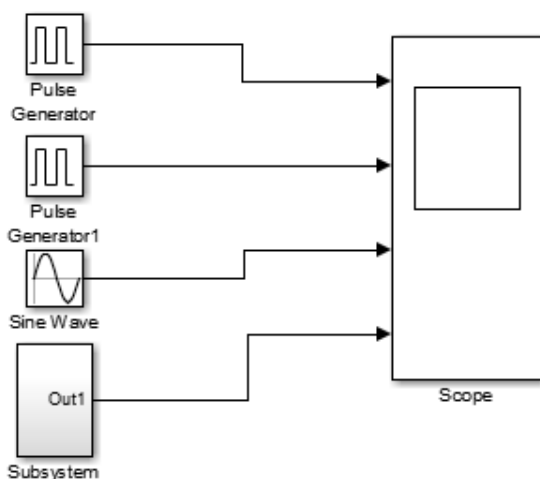 Pulse
Generator
Pulse
Generator1
Sine Wave
Out1
Subsystem
Scope